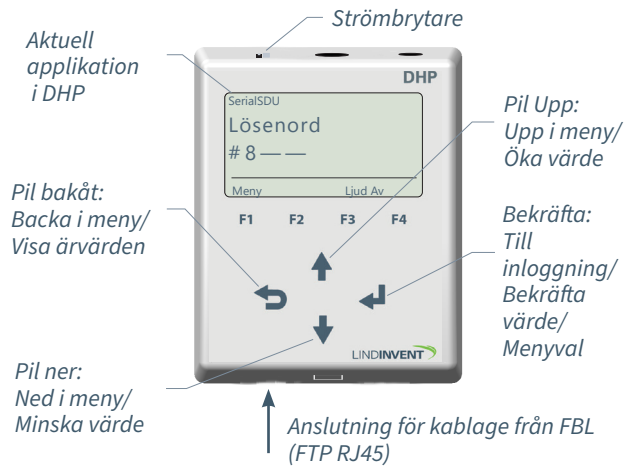 Strömbrytare
Aktuell
applikation
i DHP
DHP
SerialSDU
Lösenord
# 8 — —
Meny Ljud Av
F1 F2 F3 F4
Pil Upp:
Upp i meny/
Öka värde
Pil bakåt:
Backa i meny/
Visa ärvärden
Bekräfta:
Till
inloggning/
Bekräfta
värde/
Menyval
LINDINVENT
Pil ner:
Ned i meny/
Minska värde
Anslutning för kablage från FBL
(FTP RJ45)